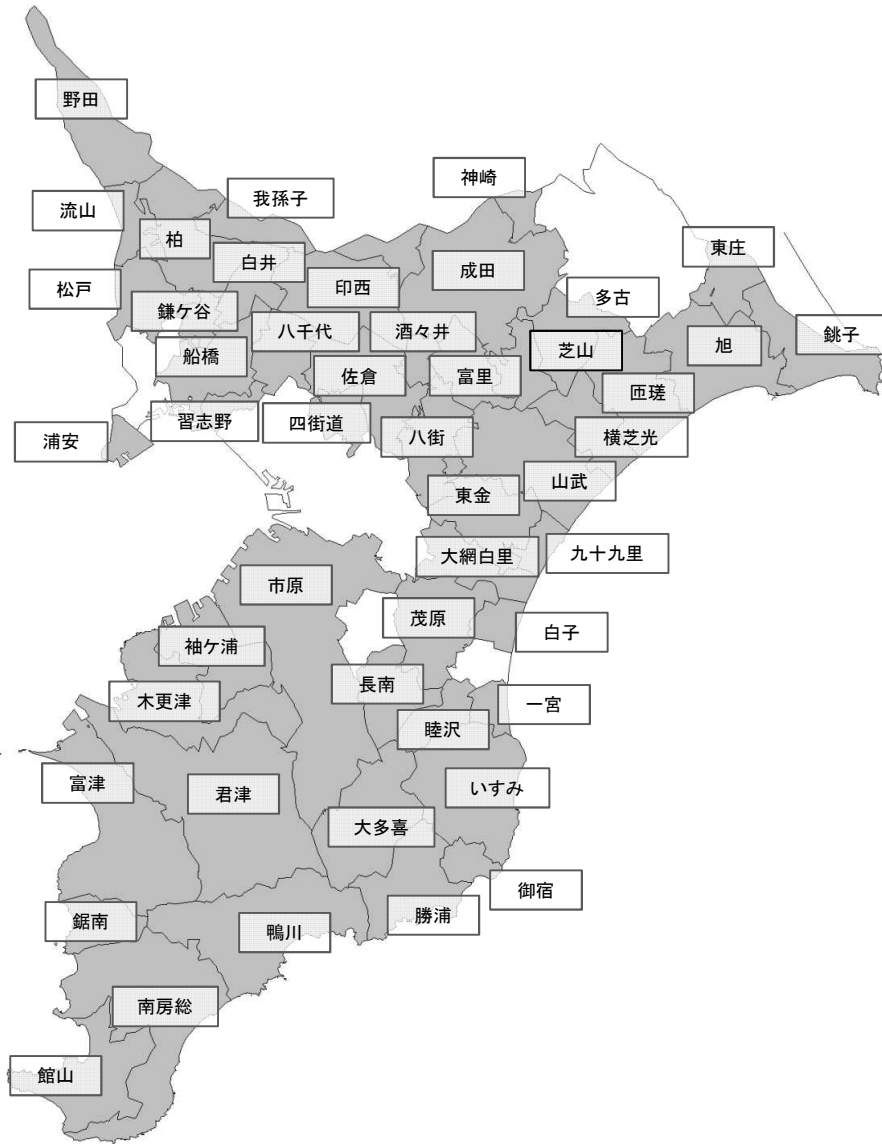 野田
神崎
我孫子
流山
柏
東庄
白井
成田
印西
松戸
多古
鎌ケ谷
八千代
酒々井
銚子
旭
芝山
船橋
佐倉
富里
匝瑳
習志野
四街道
八街
横芝光
浦安
山武
東金
大網白里
九十九里
市原
茂原
白子
袖ケ浦
長南
木更津
一宮
睦沢
富津
君津
いすみ
大多喜
御宿
鋸南
勝浦
鴨川
南房総
館山